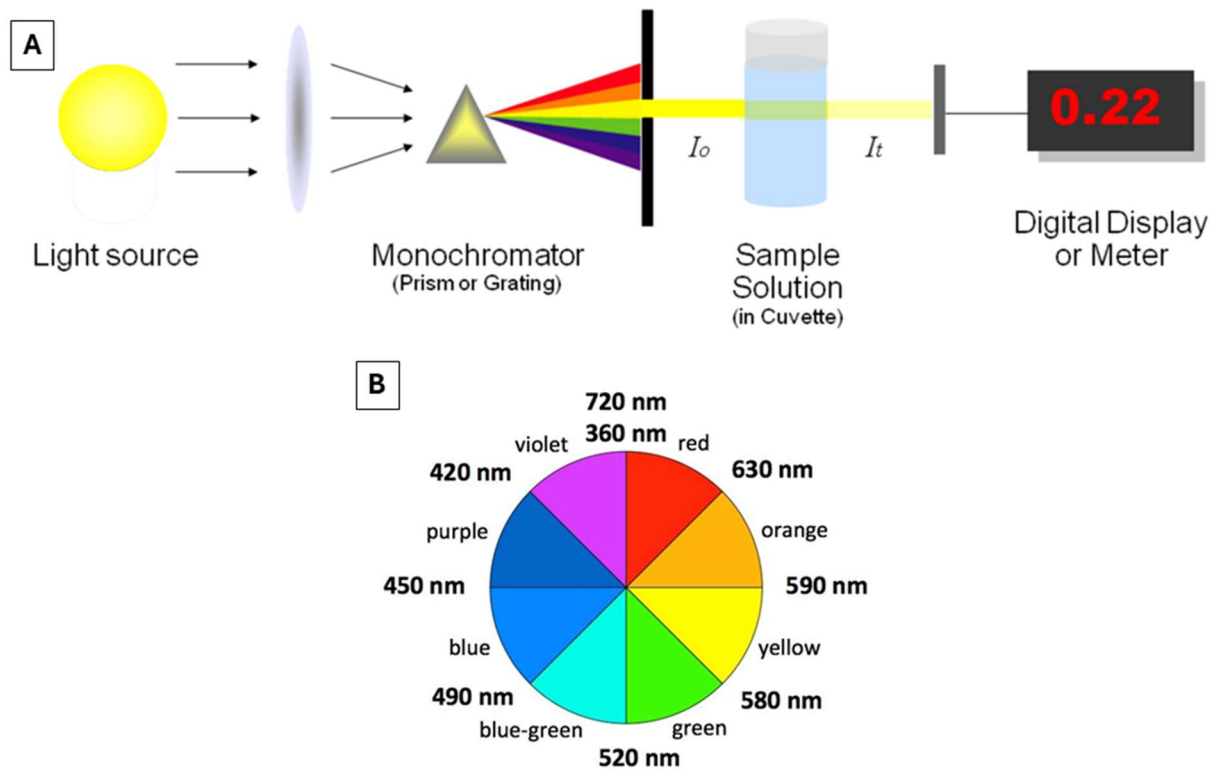 A
0.22
Io
It
Light source
Monochromator
(Prism or Grating)
Sample
Solution
(in Cuvette)
Digital Display
or Meter
B
720 nm
360 nm
violet
red
420 nm
630 nm
purple
orange
450 nm
590 nm
blue
yellow
490 nm
580 nm
blue-green
green
520 nm